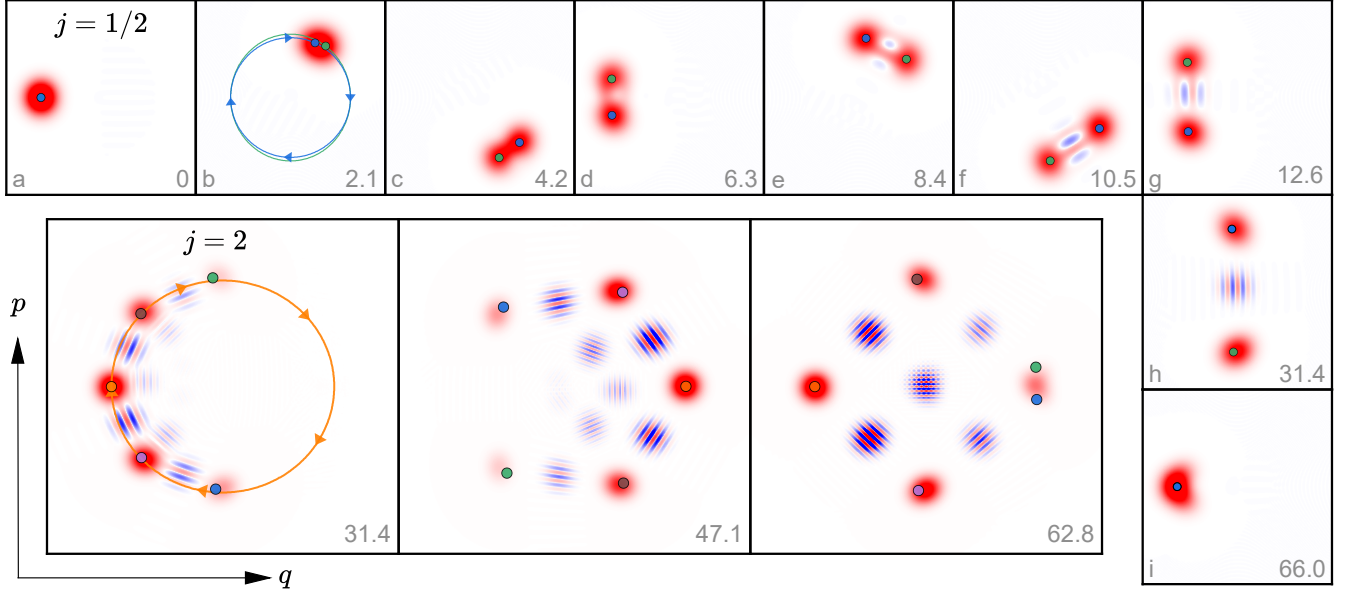 j = 1/2
a
0
b
2.1
c
4.2
d
6.3
e
8.4
f
10.5
g
12.6
j = 2
31.4
47.1
62.8
h
31.4
i
66.0
p
q